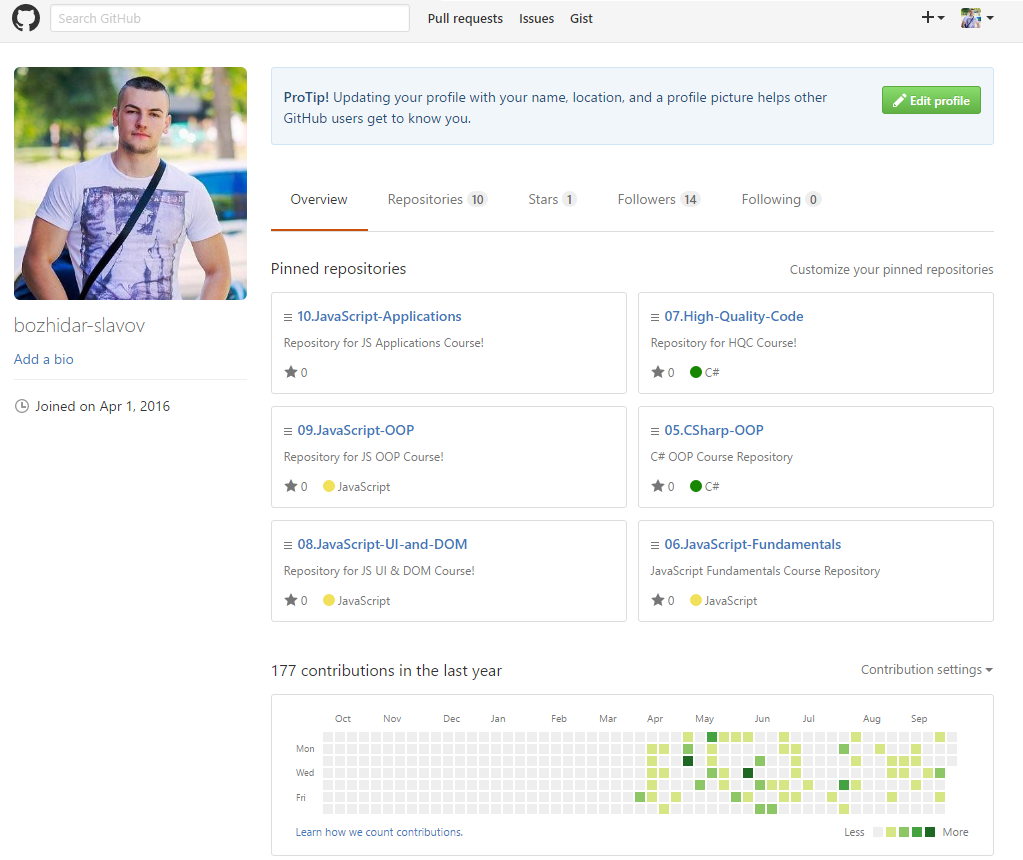 Search GitHub
Pull requests
Issues
Gist
ProTip! Updating your profile with your name, location, and a profile picture helps other
GitHub users get to know you.
Edit profile
bozhidar-slavov
Add a bio
Joined on Apr 1, 2016
Overview
Repositories 10
Stars 1
Followers 14
Following 0
Pinned repositories
Customize your pinned repositories
10.JavaScript-Applications
Repository for JS Applications Course!
0
07.High-Quality-Code
Repository for HQC Course!
0 C#
09.JavaScript-OOP
Repository for JS OOP Course!
0 JavaScript
05.CSharp-OOP
C# OOP Course Repository
0 C#
08.JavaScript-UI-and-DOM
Repository for JS UI & DOM Course!
0 JavaScript
06.JavaScript-Fundamentals
JavaScript Fundamentals Course Repository
0 JavaScript
177 contributions in the last year
Contribution settings
Oct Nov Dec Jan Feb Mar Apr May Jun Jul Aug Sep
Mon
Wed
Fri
Learn how we count contributions.
Less
More